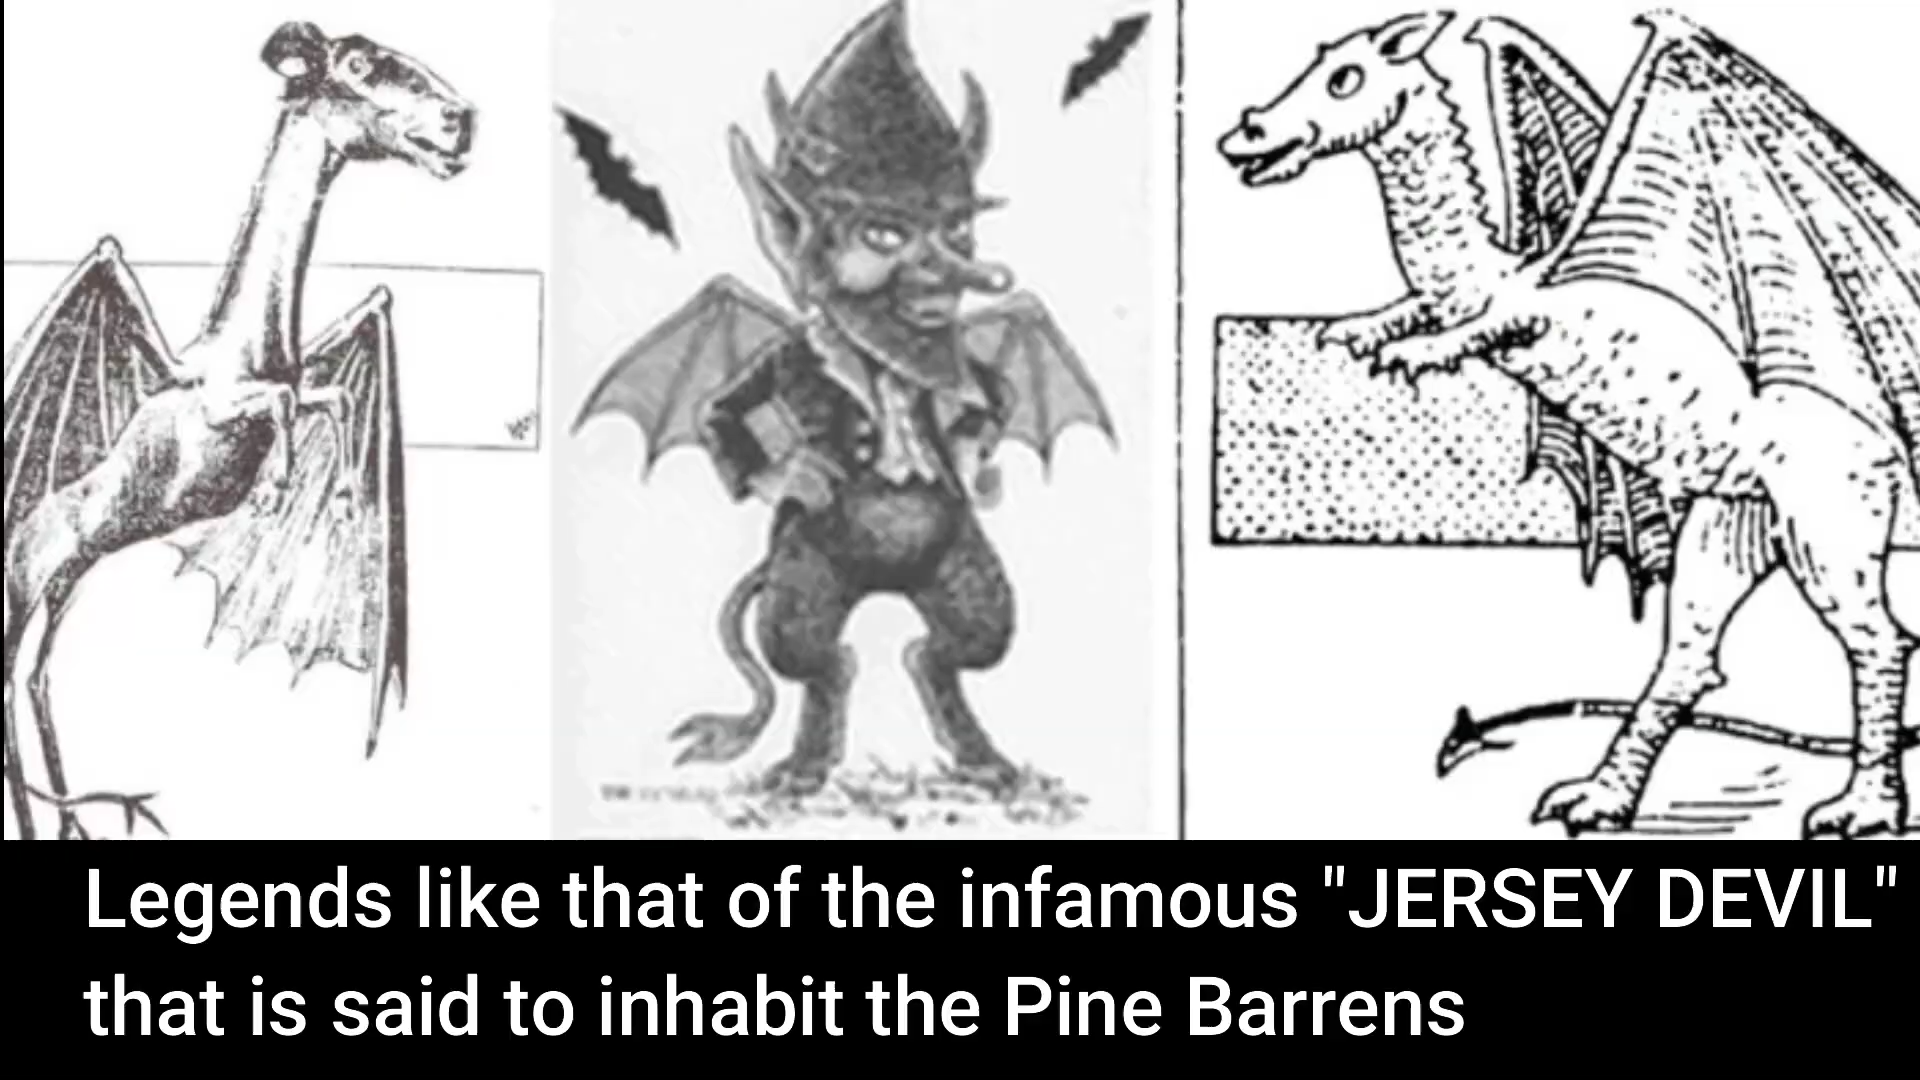 Legends like that of the infamous "JERSEY DEVIL"
that is said to inhabit the Pine Barrens